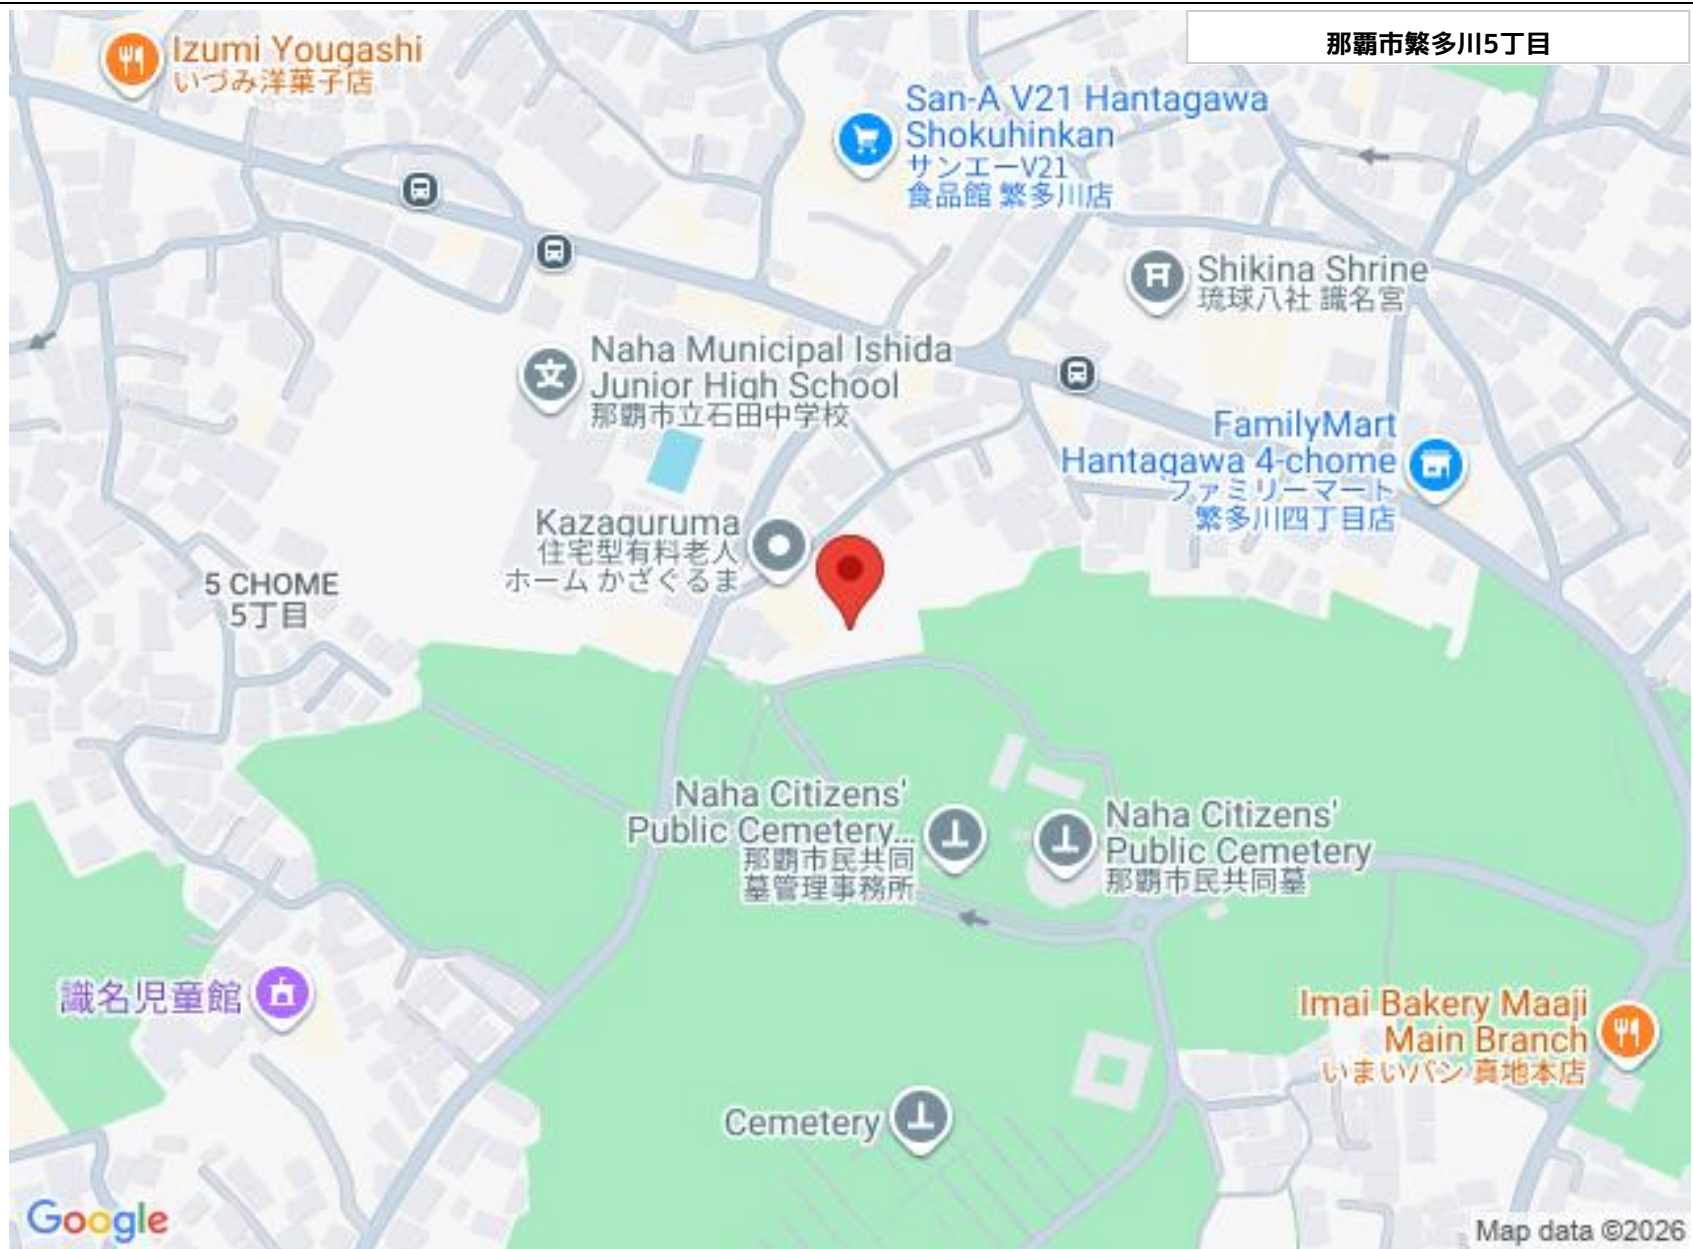 那覇市繁多川5丁目
Izumi Yougashi
いづみ洋菓子店
San-A V21 Hantagawa
Shokuhinkan
サンエーV21
食品館 繁多川店
Shikina Shrine
琉球八社 識名宮
Naha Municipal Ishida
Junior High School
那覇市立石田中学校
文
FamilyMart
Hantagawa 4-chome
ファミリーマート
繁多川四丁目店
Kazaguruma
住宅型有料老人
ホーム かざぐるま
5 CHOME
5丁目
Naha Citizens'
Public Cemetery...
那覇市民共同
墓管理事務所
Naha Citizens'
Public Cemetery
那覇市民共同墓
識名児童館
Imai Bakery Maaji
Main Branch
いまいパン 真地本店
Cemetery
Google
Map data ©2026